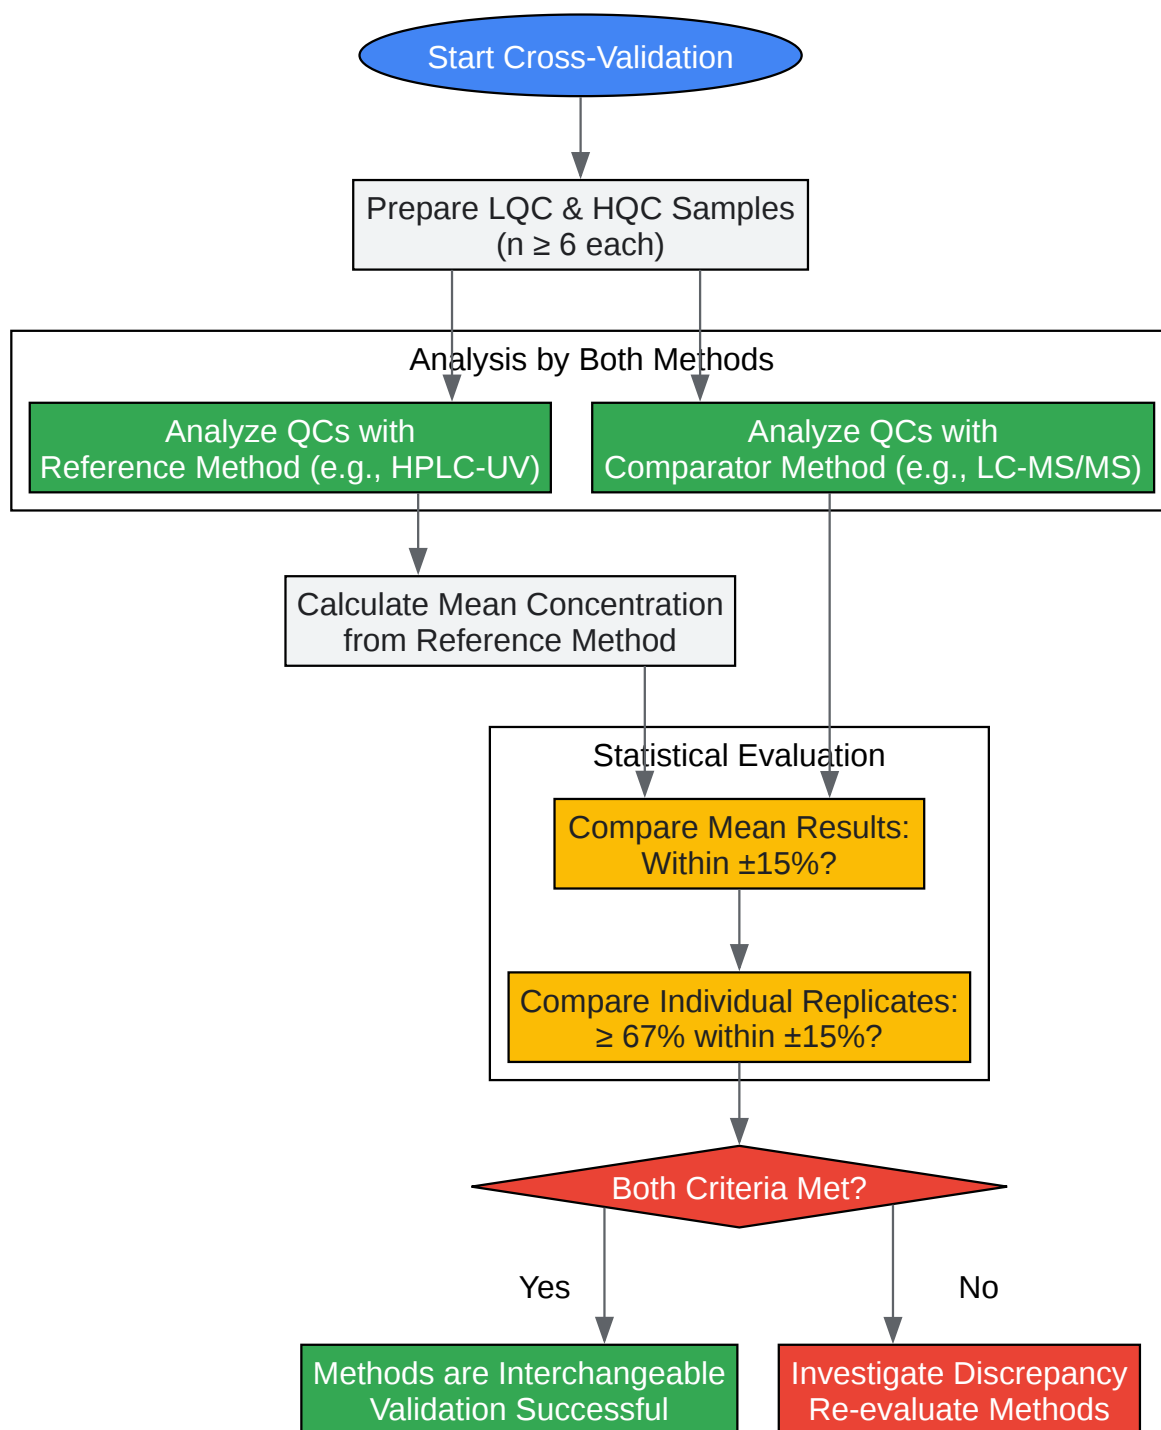 Start Cross-Validation
Prepare LQC & HQC Samples
(n ≥ 6 each)
Analysis by Both Methods
Analyze QCs with
Reference Method (e.g., HPLC-UV)
Analyze QCs with
Comparator Method (e.g., LC-MS/MS)
Calculate Mean Concentration
from Reference Method
Statistical Evaluation
Compare Mean Results:
Within ±15%?
Compare Individual Replicates:
≥ 67% within ±15%?
Both Criteria Met?
Yes
No
Methods are Interchangeable
Validation Successful
Investigate Discrepancy
Re-evaluate Methods